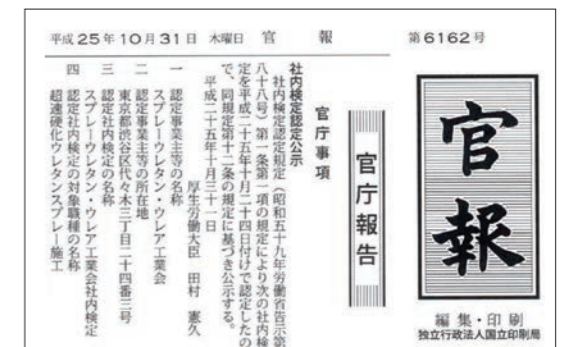 平成25年10月31日 木曜日 官報 第6162号
官報
編集・印刷
独立行政法人国立印刷局
官庁報告
官庁事項
社内検定認定公示
社内検定認定規定（昭和五十九年労働省告示第
八十八号）第一条第一項の規定により次の社内検
定を平成二十五年十月二十四日付けで認定したの
で、同規定第十二条の規定に基づき公示する。
平成二十五年十月三十一日
厚生労働大臣 田村 憲久
一 認定事業主等の名称
スプレーウレタン・ウレア工業会
二 認定事業主等の所在地
東京都渋谷区代々木三丁目二十四番三号
三 認定社内検定の名称
スプレーウレタン・ウレア工業会社内検定
四 認定社内検定の対象職種の名称
超速硬化ウレタンスプレー施工